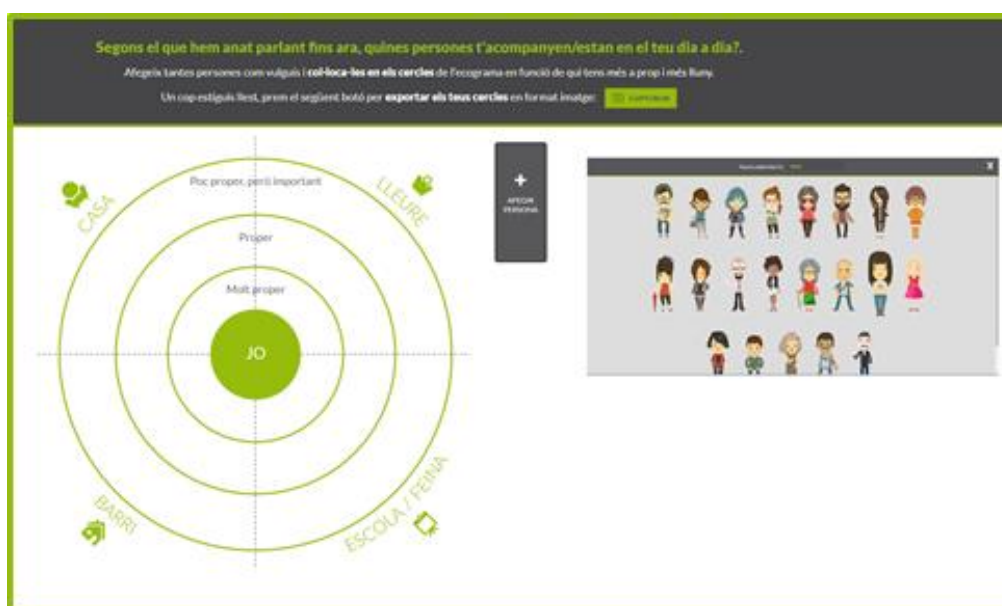 Segons el que hem anat parlant fins ara, quines persones t'acompanyen/estan en el teu dia a dia?.
Afegeix tantes persones com vulguis i col·loca-les en els cercles de l'ecograma en funció de qui tens més a prop i més lluny.
Un cop estiguis llest, prem el següent botó per exportar els teus cercles en format imatge:
CASA
LLEURE
Poc proper, però important
Proper
Molt proper
JO
BARRI
ESCOLA / FEINA
+
AFEGIR
PERSONA
X